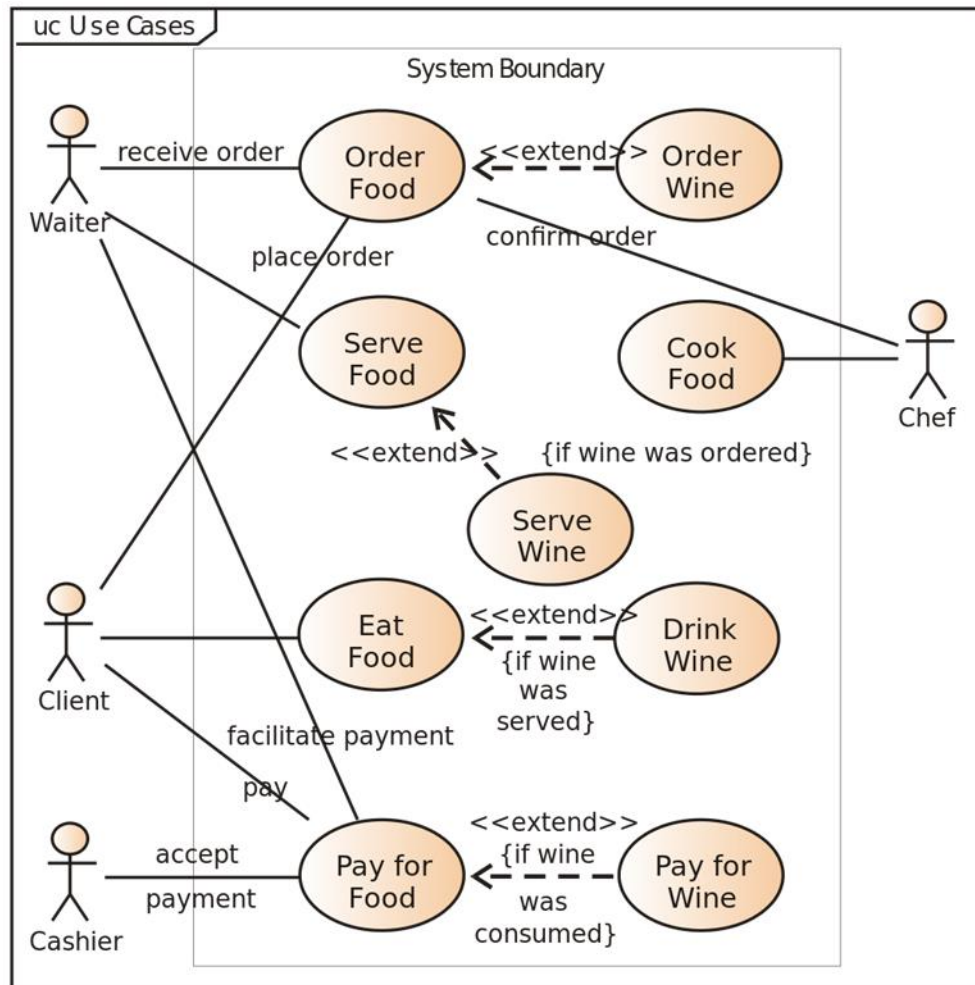 uc Use Cases
System Boundary
receive order
Order
Food
<<extend>>
Order
Wine
Waiter
place order
confirm order
Serve
Food
Cook
Food
Chef
<<extend>>
{if wine was ordered}
Serve
Wine
Client
Eat
Food
<<extend>>
{if wine
was
served}
Drink
Wine
facilitate payment
pay
Cashier
accept
payment
Pay for
Food
<<extend>>
{if wine
was
consumed}
Pay for
Wine